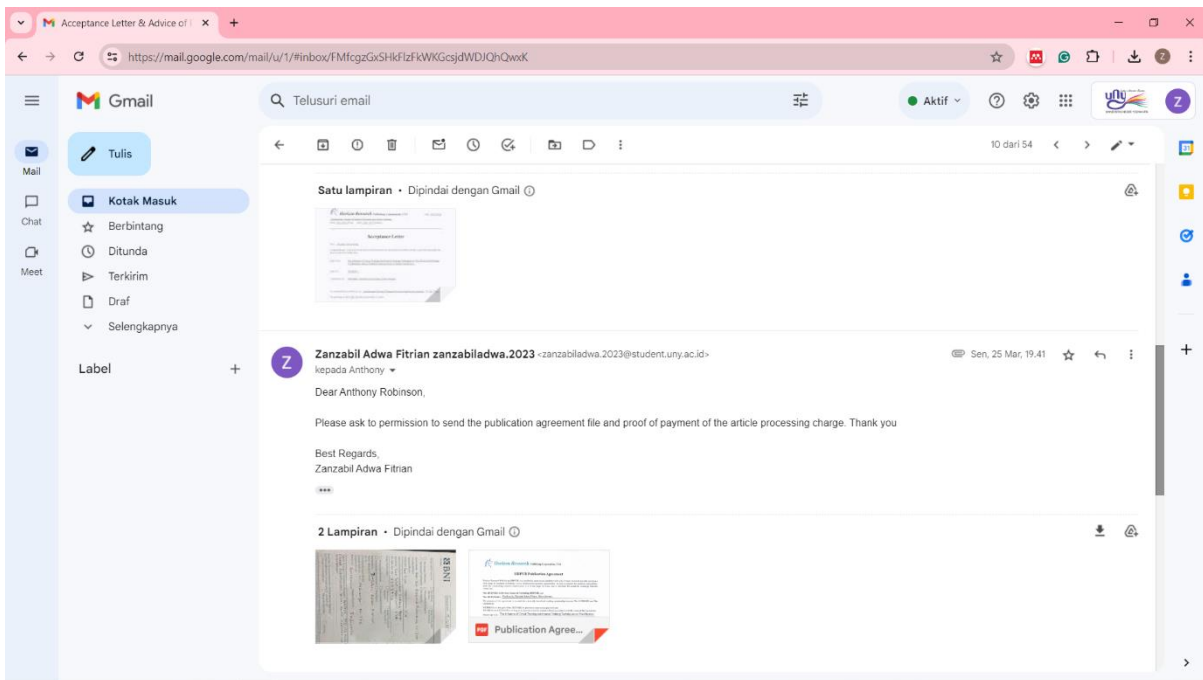 Acceptance Letter & Advice of
https://mail.google.com/mail/u/1/#inbox/FMfcgzGxSHkFlzFkWKGcsjdWDJQhQwxK
Gmail
Telusuri email
Aktif
Z
Mail
Chat
Meet
Tulis
Kotak Masuk
Berbintang
Ditunda
Terkirim
Draf
Selengkapnya
Label
10 dari 54
Satu lampiran • Dipindai dengan Gmail
Acceptance Letter
Zanzabil Adwa Fitrian zanzabiladwa.2023 <zanzabiladwa.2023@student.uny.ac.id>
Sen, 25 Mar, 19.41
kepada Anthony
Dear Anthony Robinson,
Please ask to permission to send the publication agreement file and proof of payment of the article processing charge. Thank you
Best Regards,
Zanzabil Adwa Fitrian
2 Lampiran • Dipindai dengan Gmail
BNI
PDF Publication Agree...